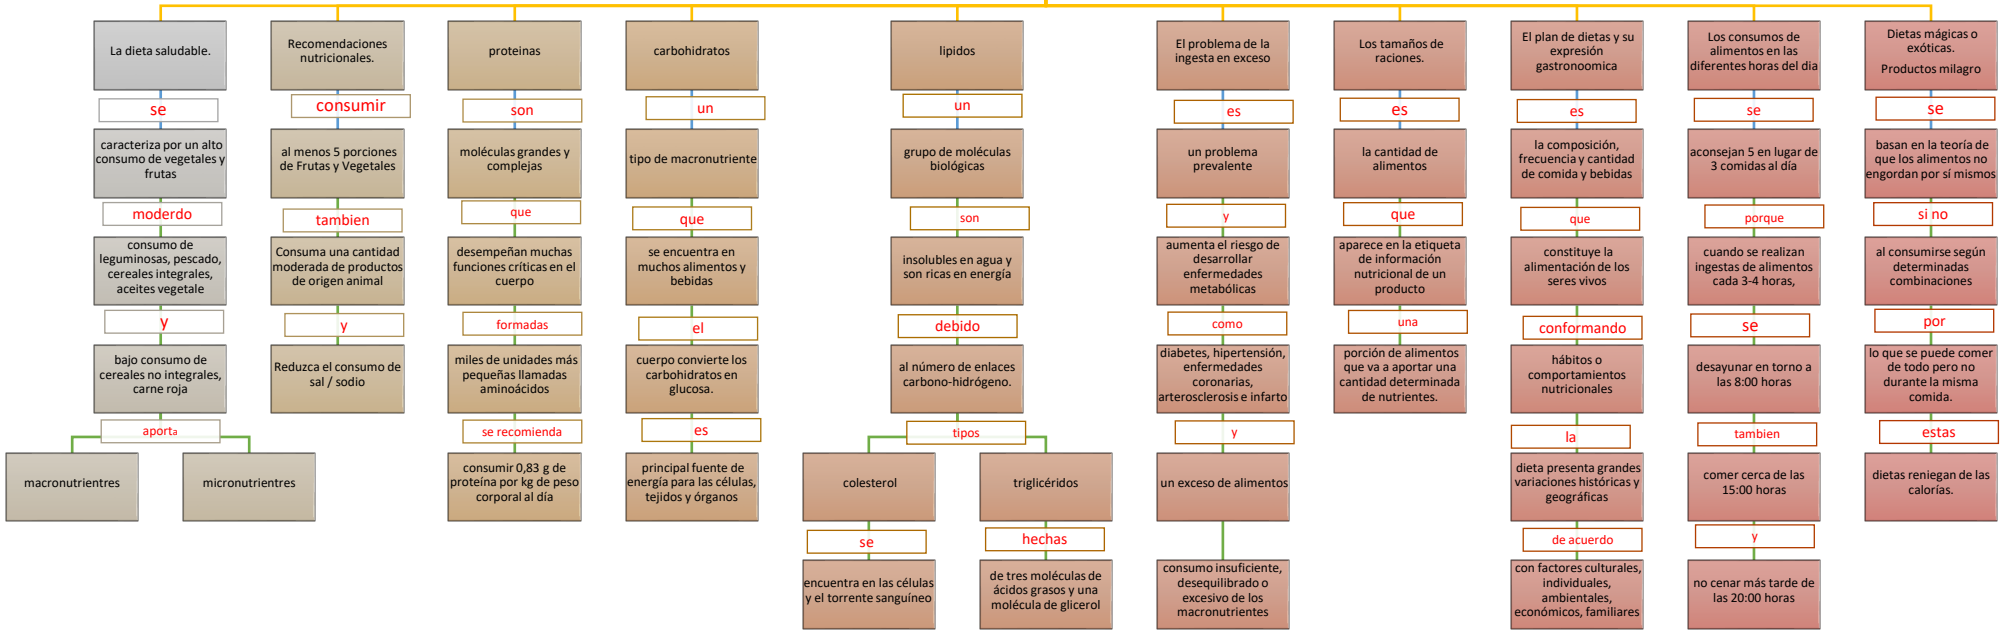 La dieta saludable.
se
caracteriza por un alto
consumo de vegetales y
frutas
moderdo
consumo de
leguminosas, pescado,
cereales integrales,
aceites vegetale
y
bajo consumo de
cereales no integrales,
carne roja
aporta
macronutrientres
micronutrientres
Recomendaciones
nutricionales.
consumir
al menos 5 porciones
de Frutas y Vegetales
tambien
Consuma una cantidad
moderada de productos
de origen animal
y
Reduzca el consumo de
sal / sodio
proteinas
son
moléculas grandes y
complejas
que
desempeñan muchas
funciones críticas en el
cuerpo
formadas
miles de unidades más
pequeñas llamadas
aminoácidos
se recomienda
consumir 0,83 g de
proteína por kg de peso
corporal al día
carbohidratos
un
tipo de macronutriente
que
se encuentra en
muchos alimentos y
bebidas
el
cuerpo convierte los
carbohidratos en
glucosa.
es
principal fuente de
energía para las células,
tejidos y órganos
lipidos
un
grupo de moléculas
biológicas
son
insolubles en agua y
son ricas en energía
debido
al número de enlaces
carbono-hidrógeno.
tipos
colesterol
se
encuentra en las células
y el torrente sanguíneo
triglicéridos
hechas
de tres moléculas de
ácidos grasos y una
molécula de glicerol
El problema de la
ingesta en exceso
es
un problema
prevalente
y
aumenta el riesgo de
desarrollar
enfermedades
metabólicas
como
diabetes, hipertensión,
enfermedades
coronarias,
arterosclerosis e infarto
y
un exceso de alimentos
consumo insuficiente,
desequilibrado o
excesivo de los
macronutrientes
Los tamaños de
raciones.
es
la cantidad de
alimentos
que
aparece en la etiqueta
de información
nutricional de un
producto
una
porción de alimentos
que va a aportar una
cantidad determinada
de nutrientes.
El plan de dietas y su
expresión
gastronoomica
es
la composición,
frecuencia y cantidad
de comida y bebidas
que
constituye la
alimentación de los
seres vivos
conformando
hábitos o
comportamientos
nutricionales
la
dieta presenta grandes
variaciones históricas y
geográficas
de acuerdo
con factores culturales,
individuales,
ambientales,
económicos, familiares
Los consumos de
alimentos en las
diferentes horas del dia
se
aconsejan 5 en lugar de
3 comidas al día
porque
cuando se realizan
ingestas de alimentos
cada 3-4 horas,
se
desayunar en torno a
las 8:00 horas
tambien
comer cerca de las
15:00 horas
y
no cenar más tarde de
las 20:00 horas
Dietas mágicas o
exóticas.
Productos milagro
se
basan en la teoría de
que los alimentos no
engordan por sí mismos
si no
al consumirse según
determinadas
combinaciones
por
lo que se puede comer
de todo pero no
durante la misma
comida.
estas
dietas reniegan de las
calorías.